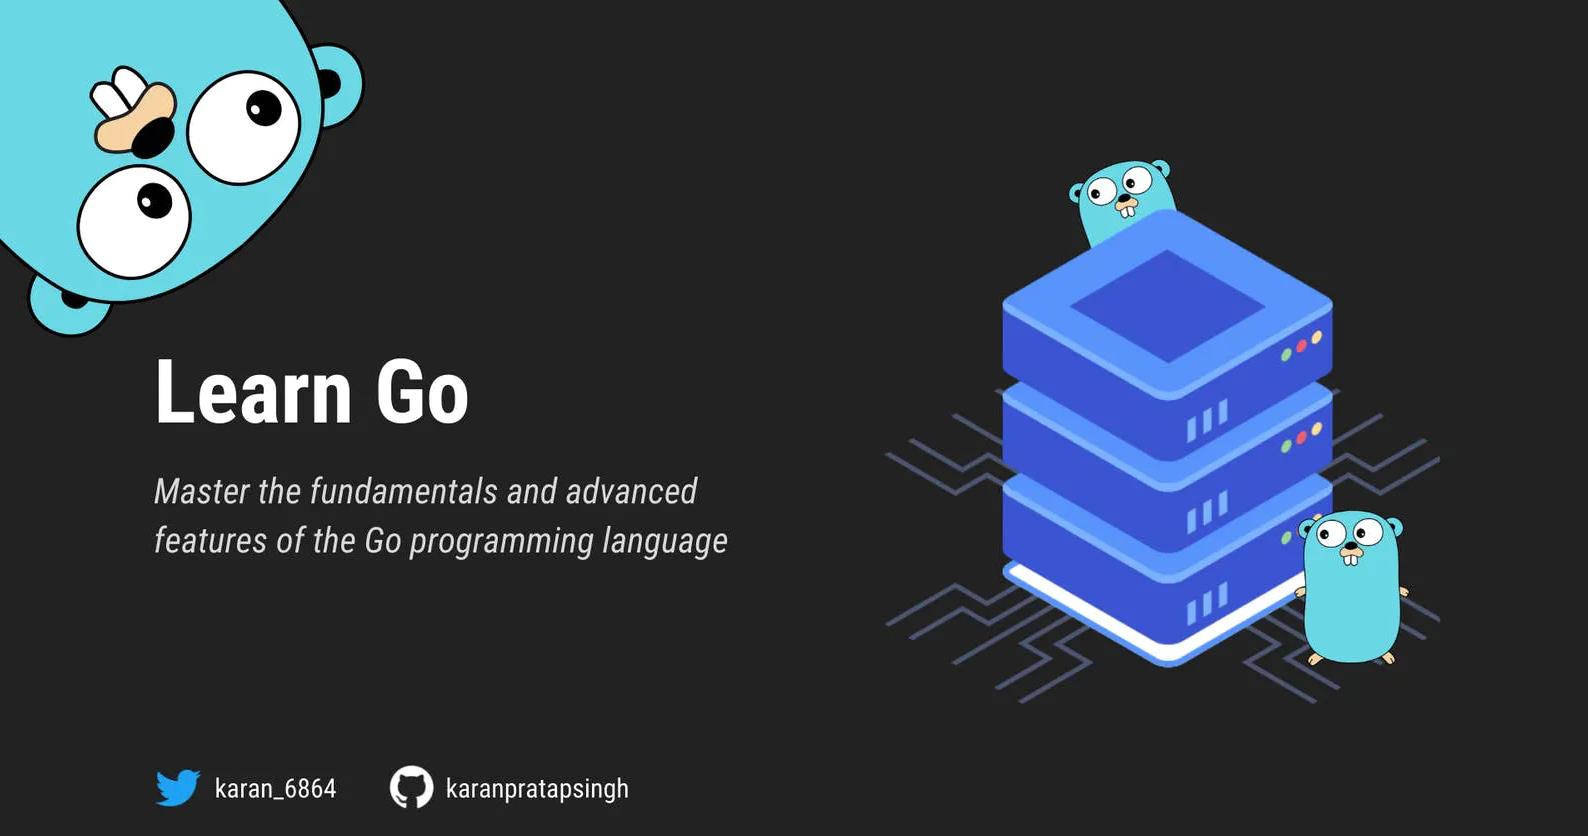 Learn Go
Master the fundamentals and advanced
features of the Go programming language
karan_6864 karanpratapsingh